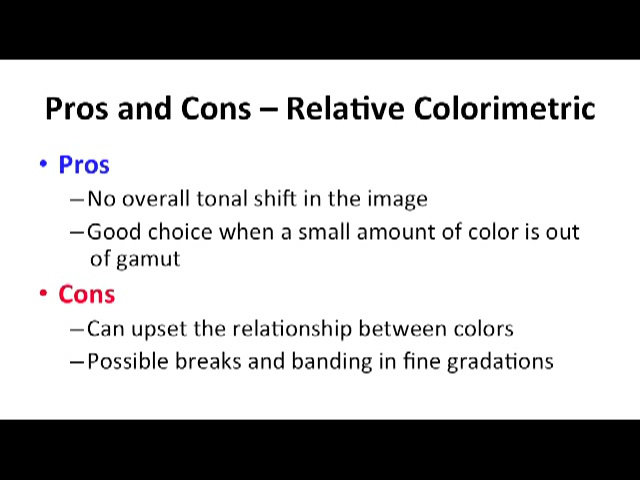 Pros and Cons – Relative Colorimetric
• Pros
–No overall tonal shift in the image
–Good choice when a small amount of color is out
of gamut
• Cons
–Can upset the relationship between colors
–Possible breaks and banding in fine gradations